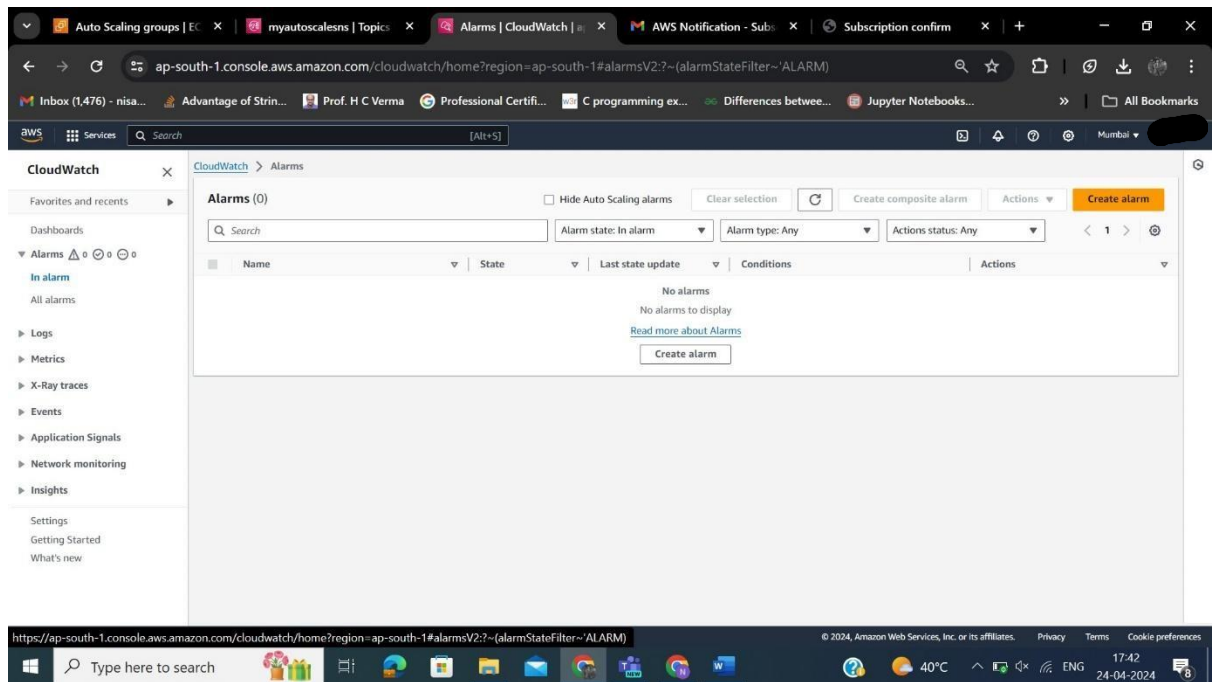 Auto Scaling groups | EC
myautoscalesns | Topics
Alarms | CloudWatch | a
AWS Notification - Subs
Subscription confirm
ap-south-1.console.aws.amazon.com/cloudwatch/home?region=ap-south-1#alarmsV2:?~(alarmStateFilter~'ALARM)
Inbox (1,476) - nisa...
Advantage of Strin...
Prof. H C Verma
Professional Certifi...
C programming ex...
Differences betwee...
Jupyter Notebooks...
»
All Bookmarks
aws
Services
Search
[Alt+S]
Mumbai
CloudWatch
Favorites and recents
Dashboards
Alarms 0 0 0
In alarm
All alarms
Logs
Metrics
X-Ray traces
Events
Application Signals
Network monitoring
Insights
Settings
Getting Started
What's new
CloudWatch > Alarms
Alarms (0)
Hide Auto Scaling alarms
Clear selection
Create composite alarm
Actions
Create alarm
Search
Alarm state: In alarm
Alarm type: Any
Actions status: Any
< 1 >
Name
State
Last state update
Conditions
Actions
No alarms
No alarms to display
Read more about Alarms
Create alarm
https://ap-south-1.console.aws.amazon.com/cloudwatch/home?region=ap-south-1#alarmsV2:?~(alarmStateFilter~'ALARM)
© 2024, Amazon Web Services, Inc. or its affiliates.
Privacy
Terms
Cookie preferences
Type here to search
NEW
40°C
ENG
17:42
24-04-2024
8